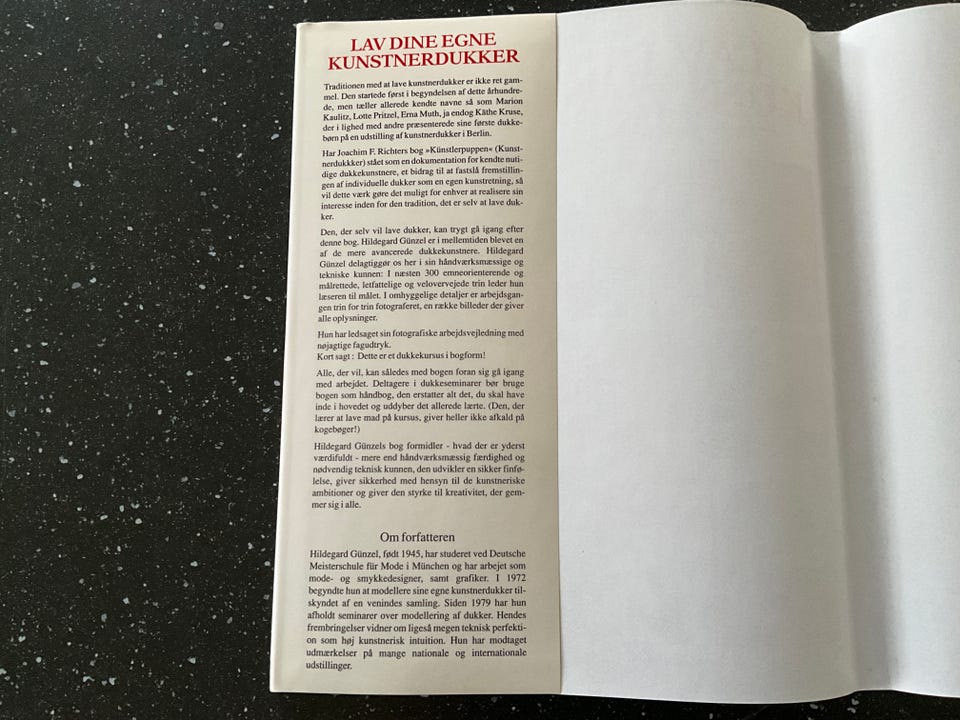 LAV DINE EGNE
KUNSTNERDUKKER
Traditionen med at lave kunstnerdukker er ikke ret gam-
mel. Den startede først i begyndelsen af dette århundre-
de, men tæller allerede kendte navne så som Marion
Kaulitz, Lotte Pritzel, Erna Muth, ja endog Käthe Kruse,
der i lighed med andre præsenterede sine første dukke-
børn på en udstilling af kunstnerdukker i Berlin.
Har Joachim F. Richters bog »Künstlerpuppen« (Kunst-
nerdukkker) stået som en dokumentation for kendte nuti-
dige dukkekunstnere, et bidrag til at fastslå fremstillin-
gen af individuelle dukker som en egen kunstretning, så
vil dette værk gøre det muligt for enhver at realisere sin
interesse inden for den tradition, det er selv at lave duk-
ker.
Den, der selv vil lave dukker, kan trygt gå igang efter
denne bog. Hildegard Günzel er i mellemtiden blevet en
af de mere avancerede dukkekunstnere. Hildegard
Günzel delagtiggør os her i sin håndværksmæssige og
tekniske kunnen: I næsten 300 emneorienterende og
målrettede, letfattelige og velovervejede trin leder hun
læseren til målet. I omhyggelige detaljer er arbejdsgan-
gen trin for trin fotograferet, en række billeder der giver
alle oplysninger.
Hun har ledsaget sin fotografiske arbejdsvejledning med
nøjagtige fagudtryk.
Kort sagt : Dette er et dukkekursus i bogform!
Alle, der vil, kan således med bogen foran sig gå igang
med arbejdet. Deltagere i dukkeseminarer bør bruge
bogen som håndbog, den erstatter alt det, du skal have
inde i hovedet og uddyber det allerede lærte. (Den, der
lærer at lave mad på kursus, giver heller ikke afkald på
kogebøger!)
Hildegard Günzels bog formidler - hvad der er yderst
værdifuldt - mere end håndværksmæssig færdighed og
nødvendig teknisk kunnen, den udvikler en sikker finfø-
lelse, giver sikkerhed med hensyn til de kunstneriske
ambitioner og giver den styrke til kreativitet, der gem-
mer sig i alle.
Om forfatteren
Hildegard Günzel, født 1945, har studeret ved Deutsche
Meisterschule für Mode i München og har arbejet som
mode- og smykkedesigner, samt grafiker. I 1972
begyndte hun at modellere sine egne kunstnerdukker til-
skyndet af en venindes samling. Siden 1979 har hun
afholdt seminarer over modellering af dukker. Hendes
frembringelser vidner om ligeså megen teknisk perfekti-
on som høj kunstnerisk intuition. Hun har modtaget
udmærkelser på mange nationale og internationale
udstillinger.